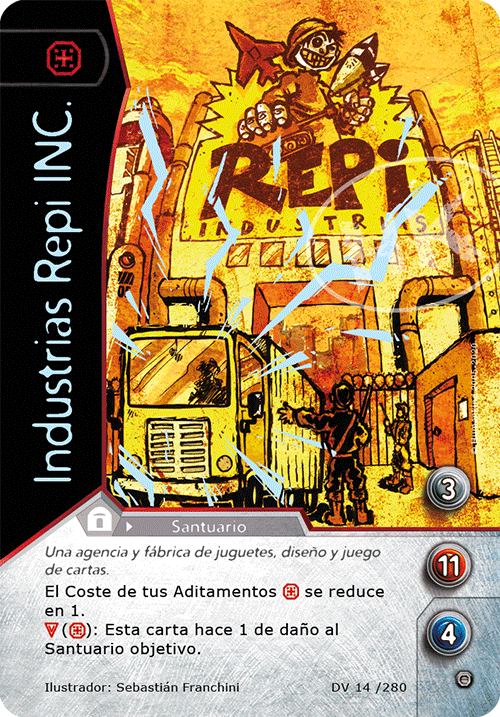 Industrias Repi INC.
REPI
INDUSTRIES
3
Santuario
Una agencia y fábrica de juguetes, diseño y juego
de cartas.
El Coste de tus Aditamentos se reduce
en 1.
(): Esta carta hace 1 de daño al
Santuario objetivo.
11
4
Ilustrador: Sebastián Franchini
DV 14 /280